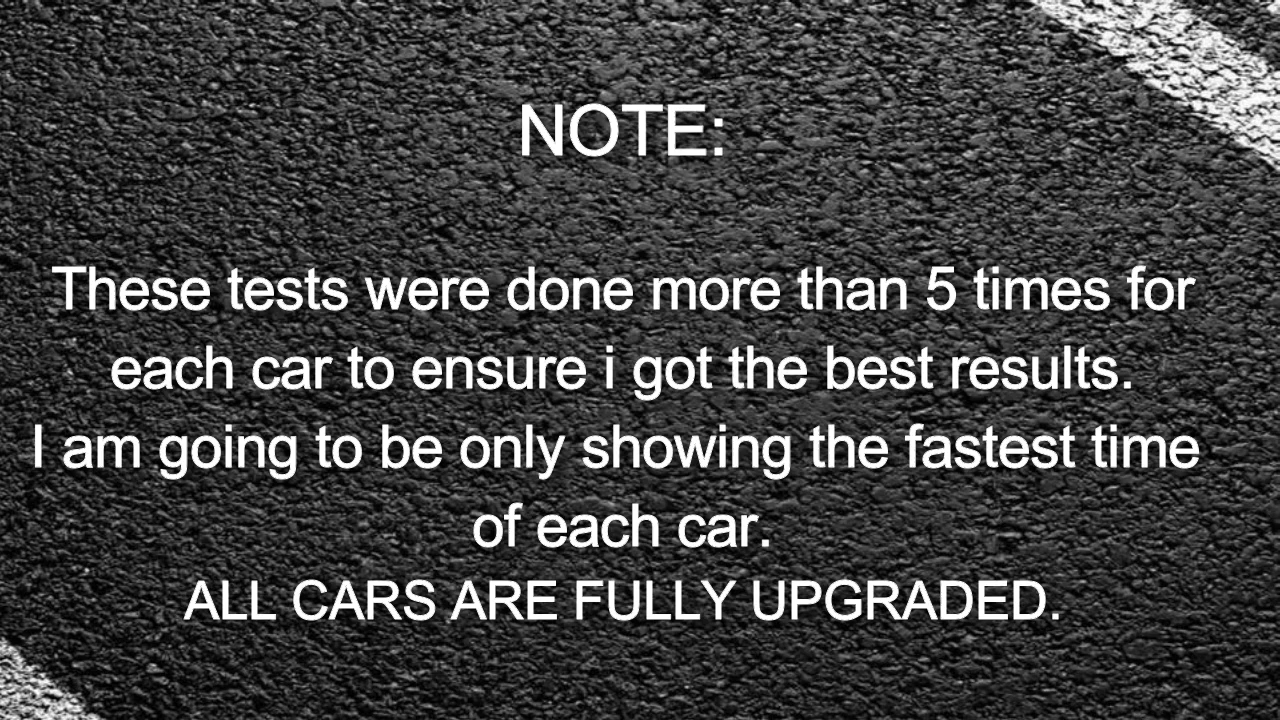 NOTE:
These tests were done more than 5 times for
each car to ensure i got the best results.
I am going to be only showing the fastest time
of each car.
ALL CARS ARE FULLY UPGRADED.